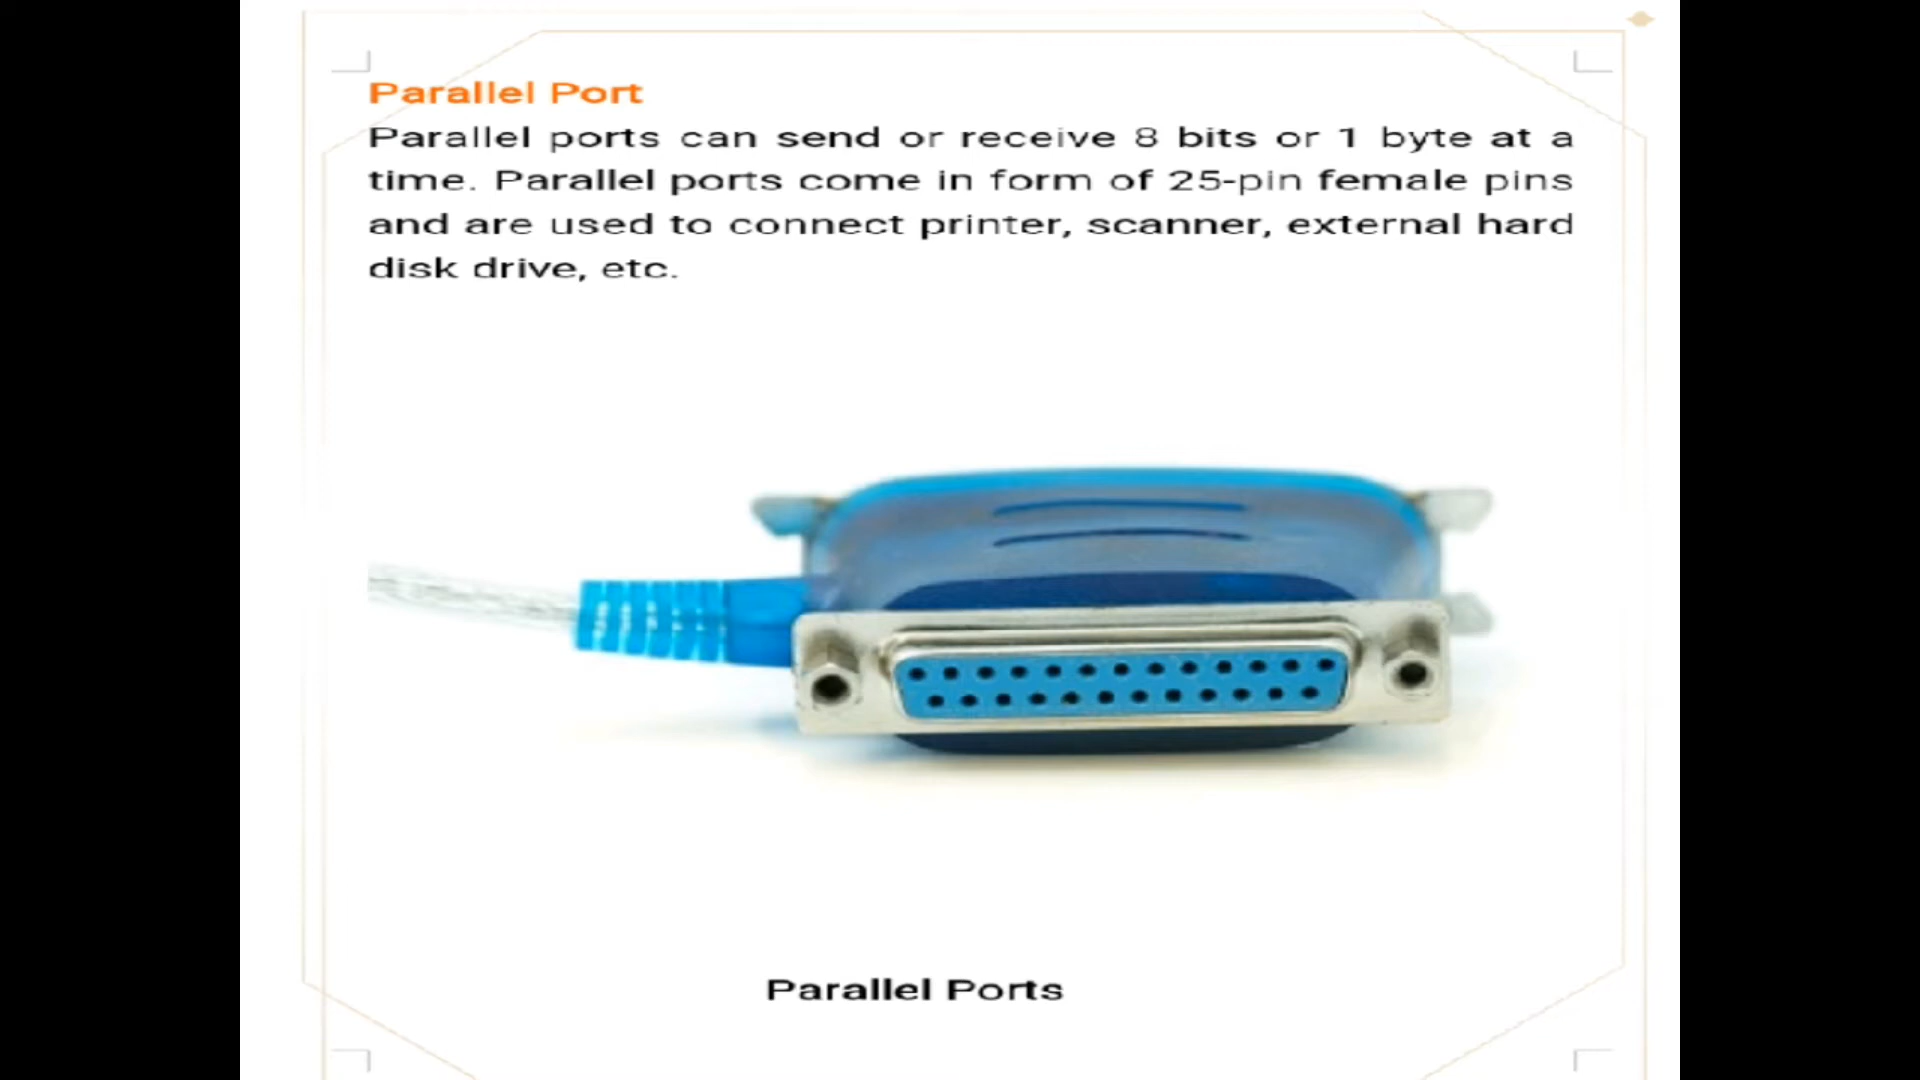 Parallel Port
Parallel ports can send or receive 8 bits or 1 byte at a
time. Parallel ports come in form of 25-pin female pins
and are used to connect printer, scanner, external hard
disk drive, etc.
Parallel Ports